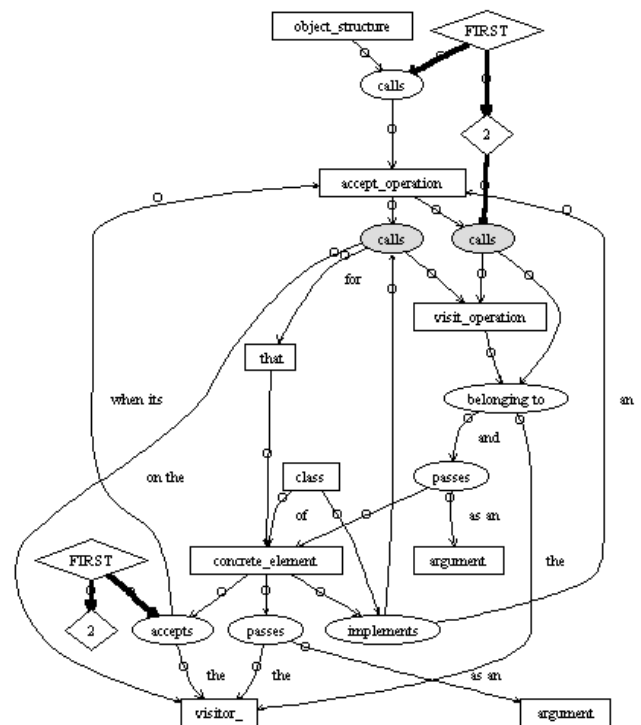 object_structure
FIRST
calls
2
accept_operation
calls
calls
for
visit_operation
that
when its
belonging to
an
and
on the
class
passes
of
as an
FIRST
concrete_element
argument
the
2
accepts
passes
implements
the
the
as an
visitor_
argument